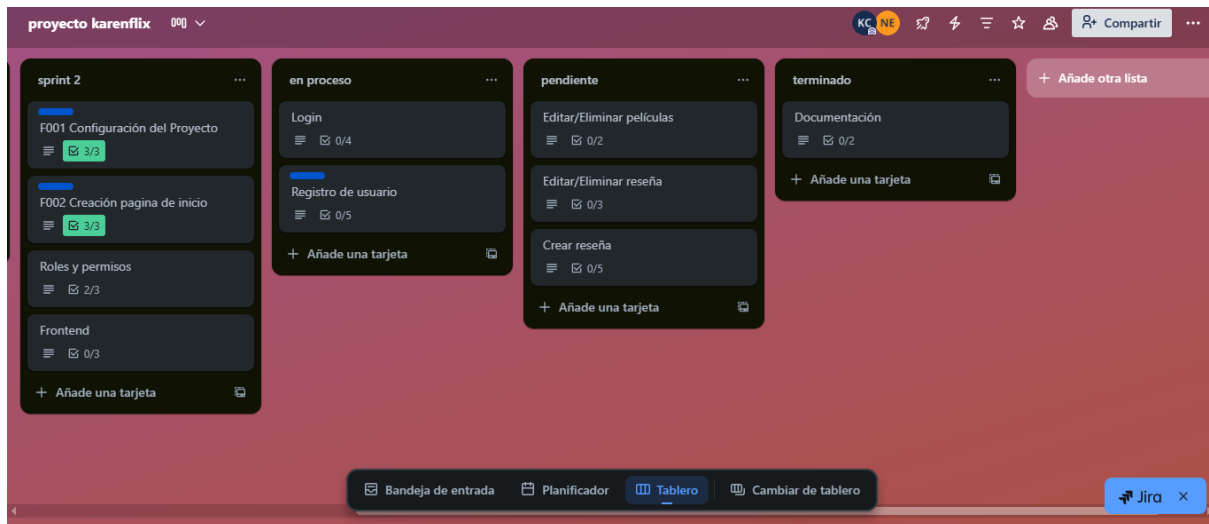 proyecto karenflix
KC
NE
Compartir
sprint 2
F001 Configuración del Proyecto
3/3
F002 Creación pagina de inicio
3/3
Roles y permisos
2/3
Frontend
0/3
Añade una tarjeta
en proceso
Login
0/4
Registro de usuario
0/5
Añade una tarjeta
pendiente
Editar/Eliminar películas
0/2
Editar/Eliminar reseña
0/3
Crear reseña
0/5
Añade una tarjeta
terminado
Documentación
0/2
Añade una tarjeta
Añade otra lista
Bandeja de entrada
Planificador
Tablero
Cambiar de tablero
Jira